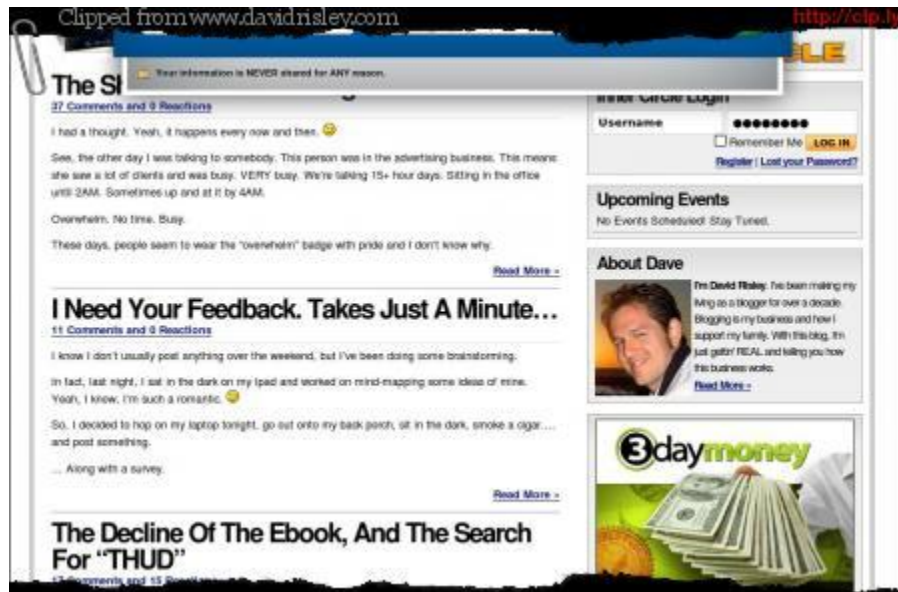 Clipped from www.davidrisley.com
http://clp.ly
CLE
Your information is NEVER shared for ANY reason.
The Sh
37 Comments and 0 Reactions
I had a thought. Yeah, it happens every now and then.
See, the other day I was talking to somebody. This person was in the advertising business. This means
she saw a lot of clients and was busy. VERY busy. We're talking 15+ hour days. Sitting in the office
until 2AM. Sometimes up and at it by 4AM.
Overwhelm. No time. Busy.
These days, people seem to wear the "overwhelm" badge with pride and I don't know why.
Read More »
I Need Your Feedback. Takes Just A Minute…
11 Comments and 0 Reactions
I know I don't usually post anything over the weekend, but I've been doing some brainstorming.
In fact, last night, I sat in the dark on my Ipad and worked on mind-mapping some ideas of mine.
Yeah, I know. I'm such a romantic.
So, I decided to hop on my laptop tonight, go out onto my back porch, sit in the dark, smoke a cigar….
and post something.
… Along with a survey.
Read More »
The Decline Of The Ebook, And The Search
For "THUD"
17 Comments and 15 Reactions
Inner Circle Login
Username
Remember Me LOG IN
Register | Lost your Password?
Upcoming Events
No Events Scheduled! Stay Tuned.
About Dave
I'm David Risley. I've been making my
living as a blogger for over a decade.
Blogging is my business and how I
support my family. With this blog, I'm
just gettin' REAL and telling you how
this business works.
Read More »
3daymoney